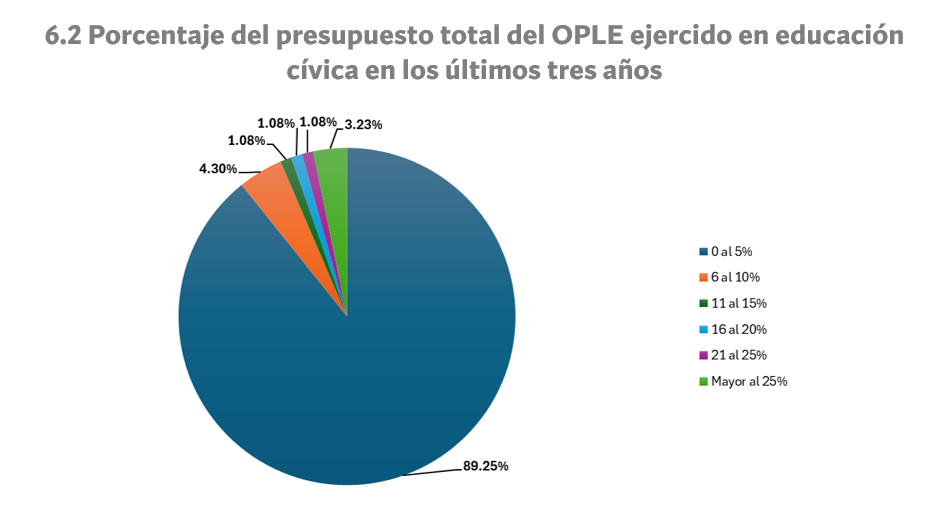 6.2 Porcentaje del presupuesto total del OPLE ejercido en educación
cívica en los últimos tres años
1.08%
1.08%
3.23%
1.08%
4.30%
0 al 5%
6 al 10%
11 al 15%
16 al 20%
21 al 25%
Mayor al 25%
89.25%